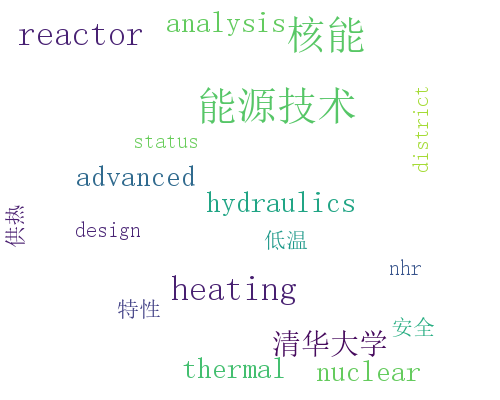 analysis
核能
reactor
能源技术
district
status
advanced
hydraulics
供热
design
低温
nhr
heating
特性
安全
清华大学
thermal
nuclear